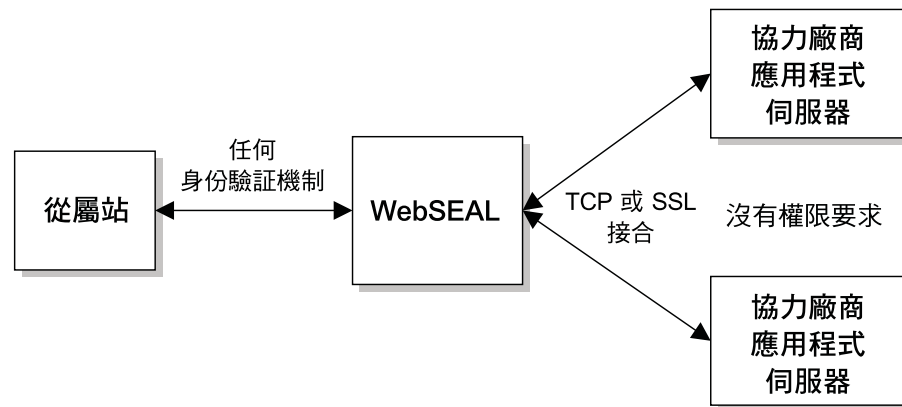 協力廠商
應用程式
伺服器
任何
身份驗証機制
從屬站
WebSEAL
TCP 或 SSL
接合
沒有權限要求
協力廠商
應用程式
伺服器